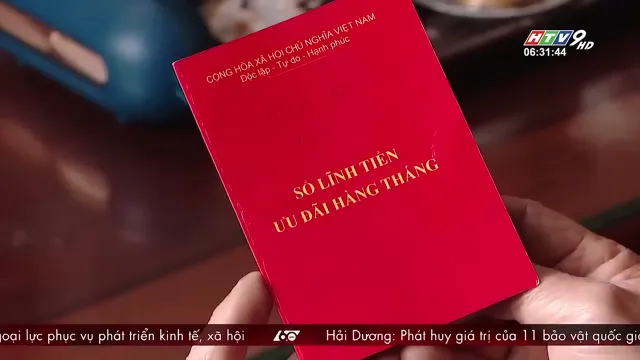 HTV9 HD
06:31:44
CỘNG HÒA XÃ HỘI CHỦ NGHĨA VIỆT NAM
Độc lập - Tự do - Hạnh phúc
SỔ LĨNH TIỀN
ƯU ĐÃI HÀNG THÁNG
goại lực phục vụ phát triển kinh tế, xã hội
60 Hải Dương: Phát huy giá trị của 11 bảo vật quốc gi